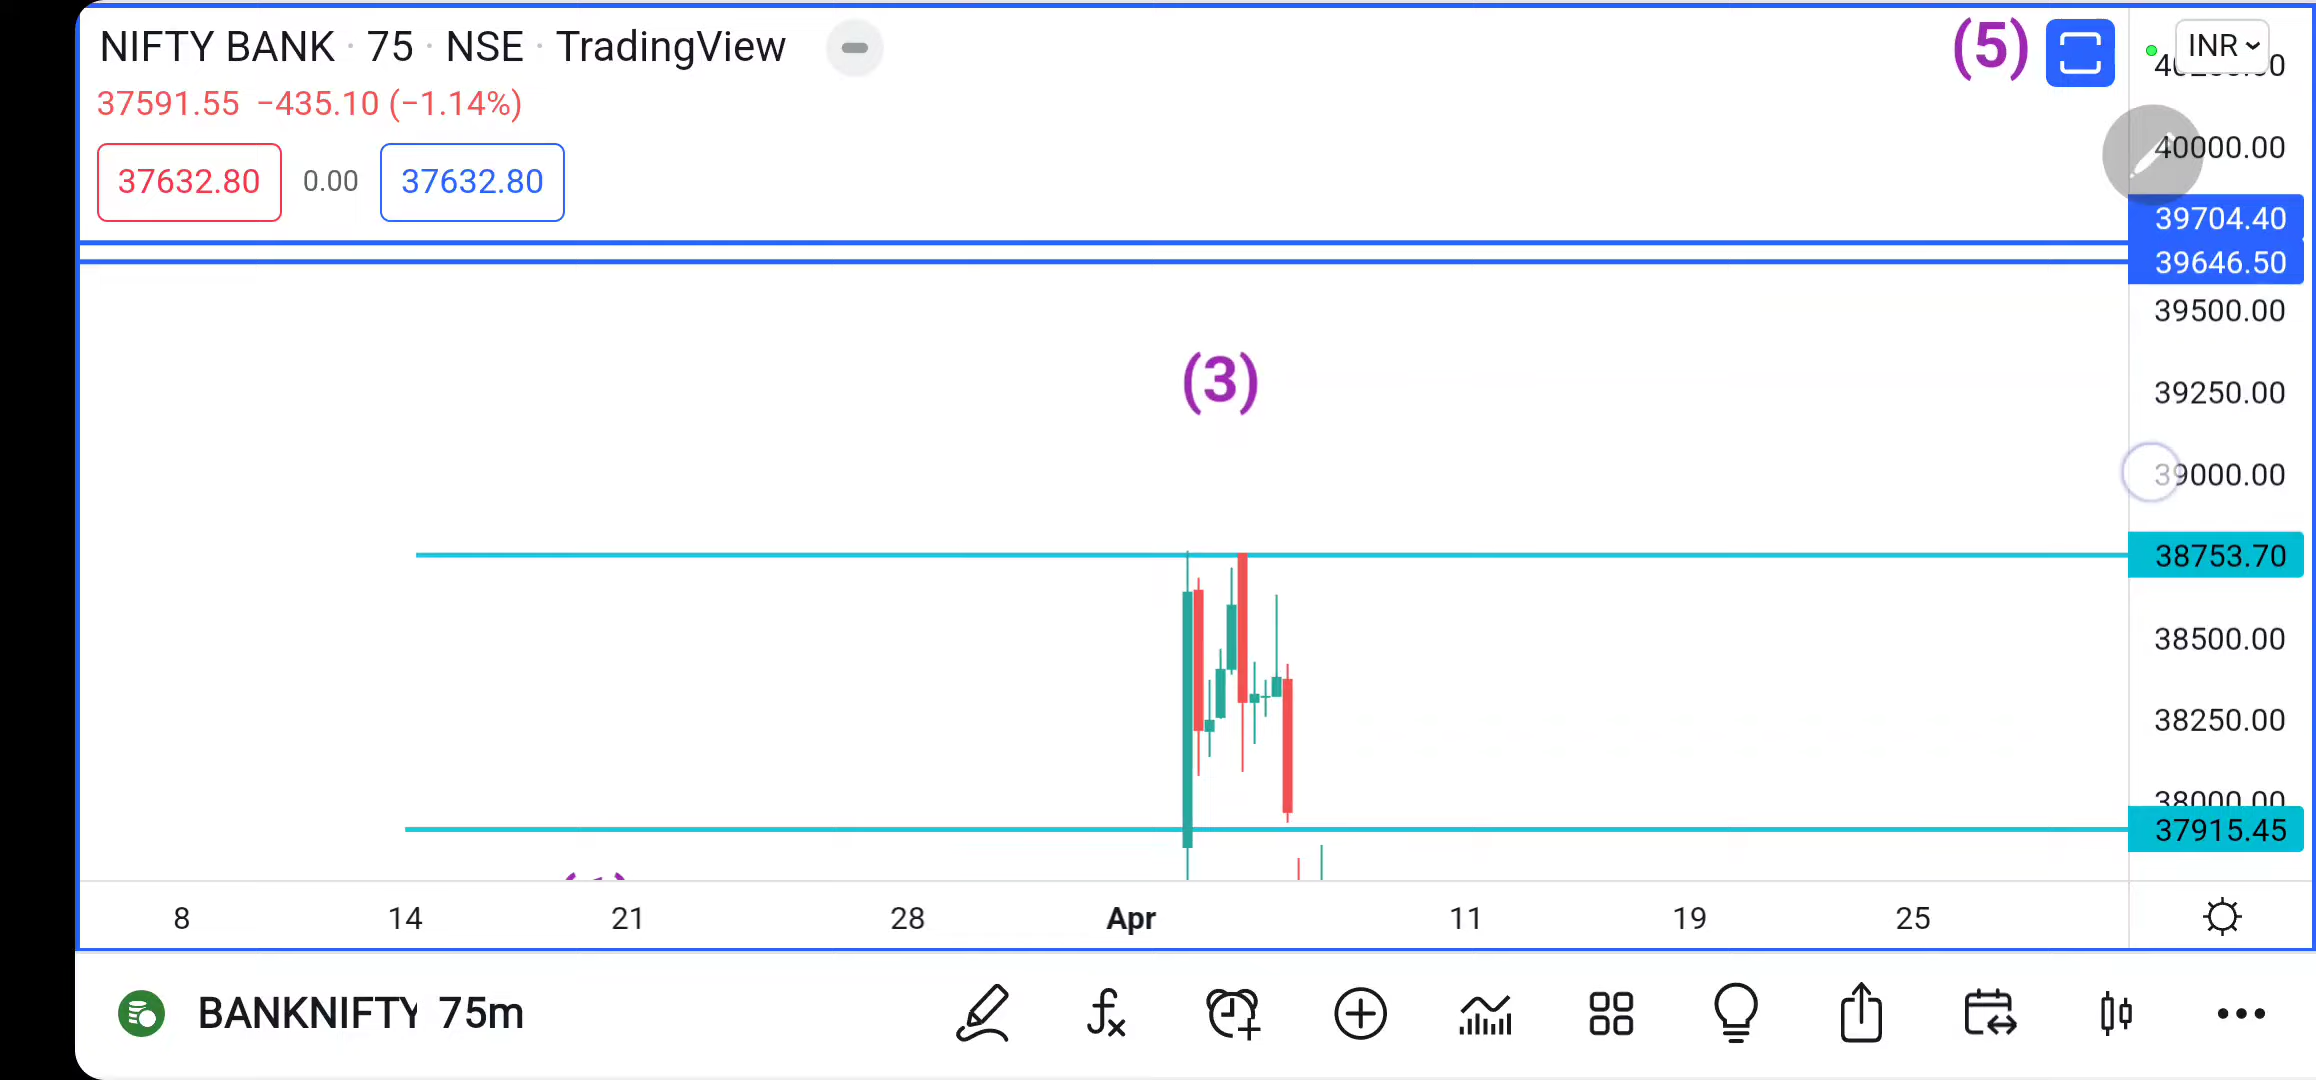 NIFTY BANK · 75 · NSE · TradingView
(5)
INR
37591.55 −435.10 (−1.14%)
37632.80 0.00 37632.80
40000.00
39704.40
39646.50
39500.00
(3)
39250.00
39000.00
38753.70
38500.00
38250.00
38000.00
37915.45
8 14 21 28 Apr 11 19 25
BANKNIFTY 75m